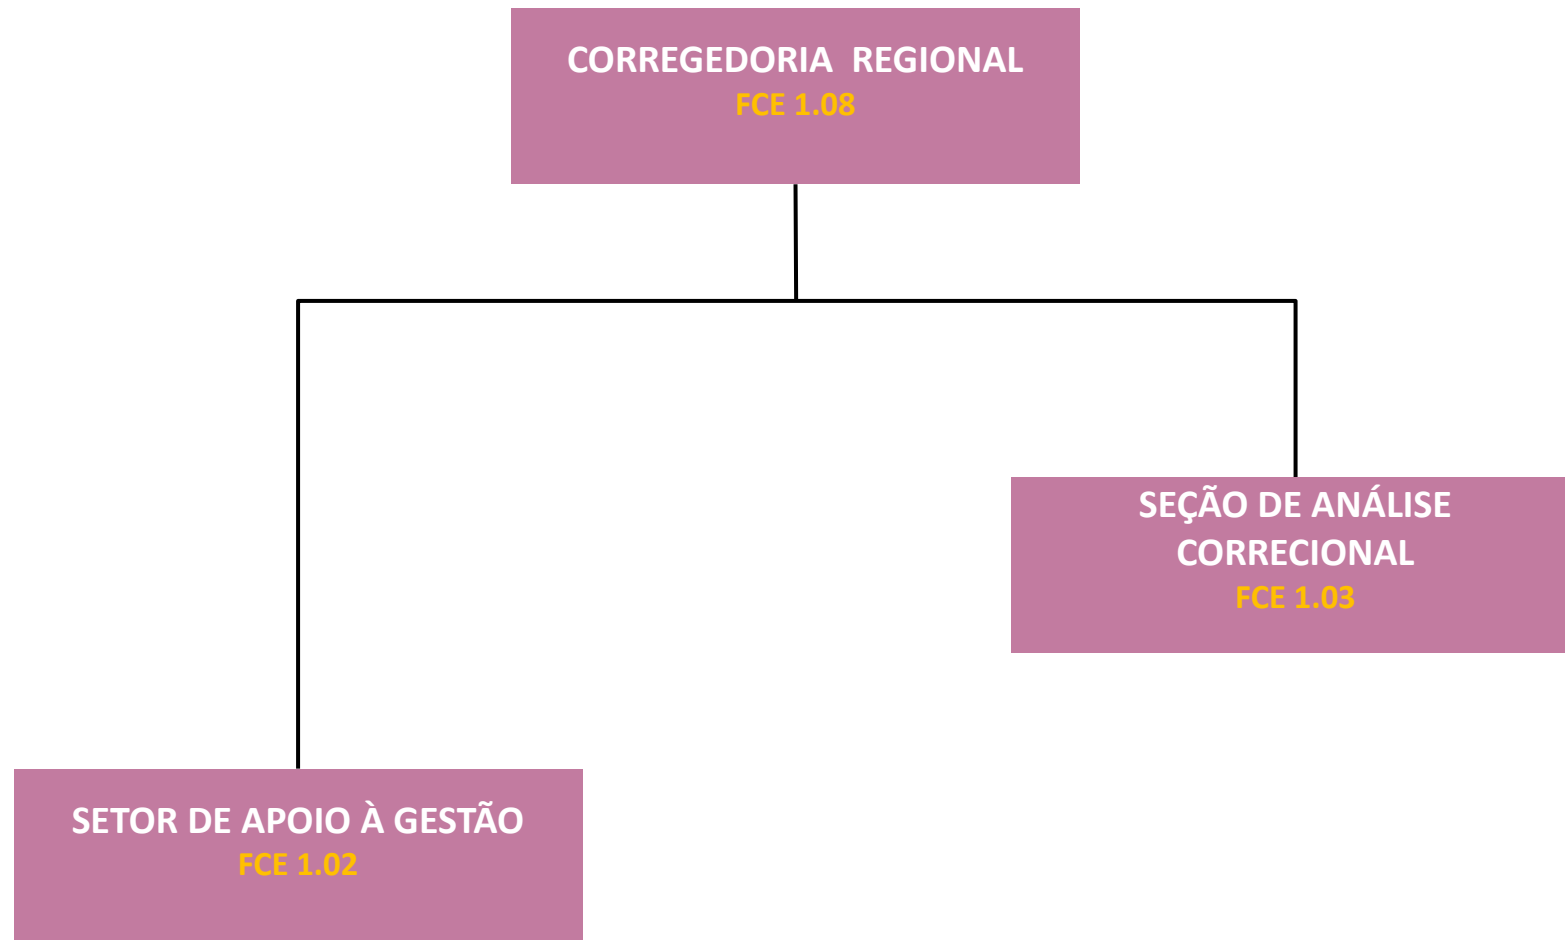 CORREGEDORIA  REGIONAL
FCE 1.08
SEÇÃO DE ANÁLISE
CORRECIONAL
FCE 1.03
SETOR DE APOIO À GESTÃO
FCE 1.02